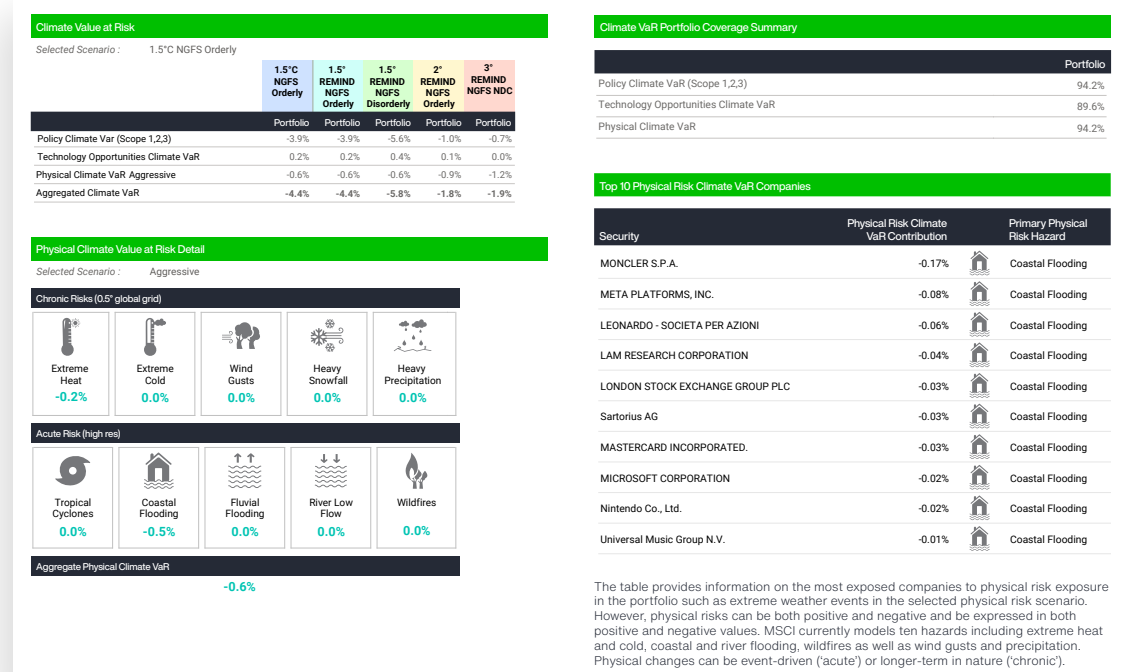 Climate Value at Risk
Selected Scenario : 1.5°C NGFS Orderly
1.5°C NGFS Orderly
1.5° REMIND NGFS Orderly
1.5° REMIND NGFS Disorderly
2° REMIND NGFS Orderly
3° REMIND NGFS NDC
Portfolio Portfolio Portfolio Portfolio Portfolio
Policy Climate Var (Scope 1,2,3) -3.9% -3.9% -5.6% -1.0% -0.7%
Technology Opportunities Climate VaR 0.2% 0.2% 0.4% 0.1% 0.0%
Physical Climate VaR Aggressive -0.6% -0.6% -0.6% -0.9% -1.2%
Aggregated Climate VaR -4.4% -4.4% -5.8% -1.8% -1.9%
Physical Climate Value at Risk Detail
Selected Scenario : Aggressive
Chronic Risks (0.5° global grid)
Extreme Heat
-0.2%
Extreme Cold
0.0%
Wind Gusts
0.0%
Heavy Snowfall
0.0%
Heavy Precipitation
0.0%
Acute Risk (high res)
Tropical Cyclones
0.0%
Coastal Flooding
-0.5%
Fluvial Flooding
0.0%
River Low Flow
0.0%
Wildfires
0.0%
Aggregate Physical Climate VaR
-0.6%
Climate VaR Portfolio Coverage Summary
Portfolio
Policy Climate VaR (Scope 1,2,3) 94.2%
Technology Opportunities Climate VaR 89.6%
Physical Climate VaR 94.2%
Top 10 Physical Risk Climate VaR Companies
Security
Physical Risk Climate VaR Contribution
Primary Physical Risk Hazard
MONCLER S.P.A. -0.17% Coastal Flooding
META PLATFORMS, INC. -0.08% Coastal Flooding
LEONARDO - SOCIETA PER AZIONI -0.06% Coastal Flooding
LAM RESEARCH CORPORATION -0.04% Coastal Flooding
LONDON STOCK EXCHANGE GROUP PLC -0.03% Coastal Flooding
Sartorius AG -0.03% Coastal Flooding
MASTERCARD INCORPORATED. -0.03% Coastal Flooding
MICROSOFT CORPORATION -0.02% Coastal Flooding
Nintendo Co., Ltd. -0.02% Coastal Flooding
Universal Music Group N.V. -0.01% Coastal Flooding
The table provides information on the most exposed companies to physical risk exposure
in the portfolio such as extreme weather events in the selected physical risk scenario.
However, physical risks can be both positive and negative and be expressed in both
positive and negative values. MSCI currently models ten hazards including extreme heat
and cold, coastal and river flooding, wildfires as well as wind gusts and precipitation.
Physical changes can be event-driven (‘acute’) or longer-term in nature (‘chronic’).